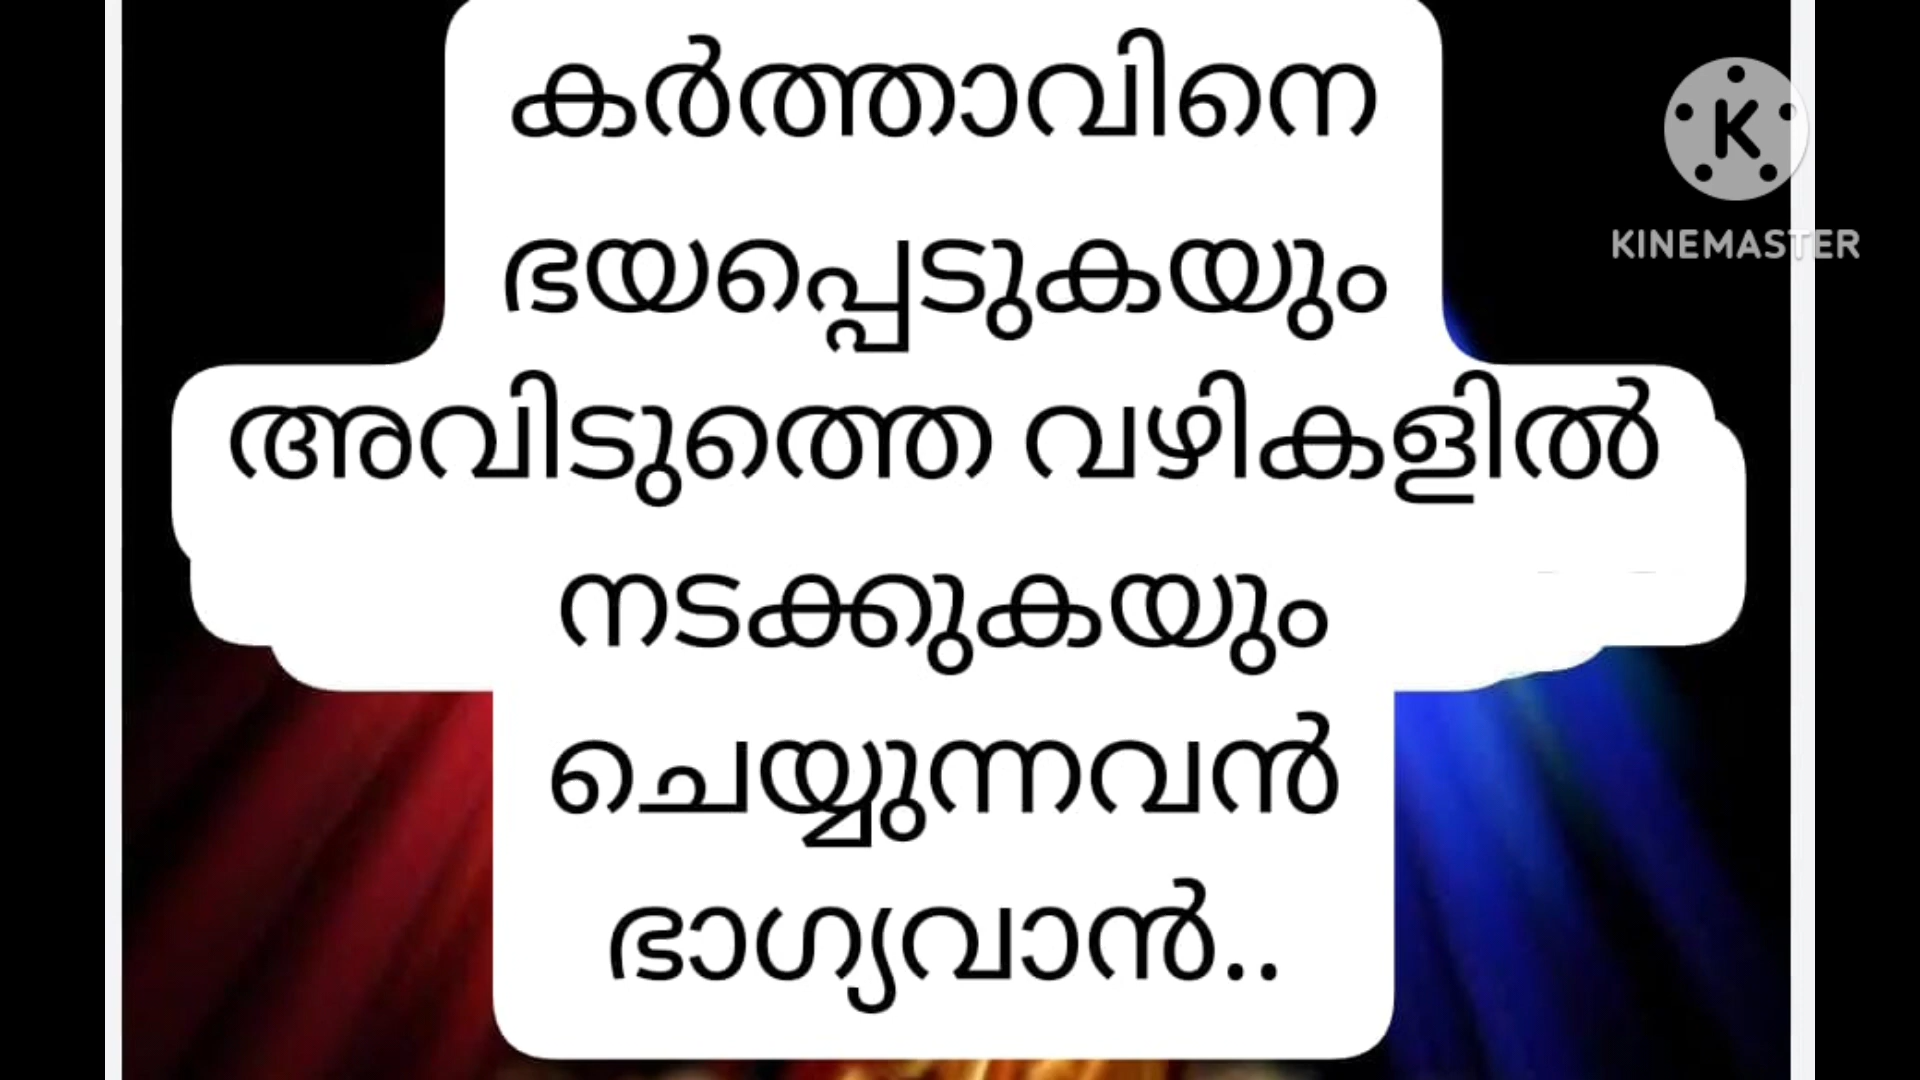 കർത്താവിനെ
ഭയപ്പെടുകയും
അവിടുത്തെ വഴികളിൽ
നടക്കുകയും
ചെയ്യുന്നവൻ
ഭാഗ്യവാൻ..
K
KINEMASTER